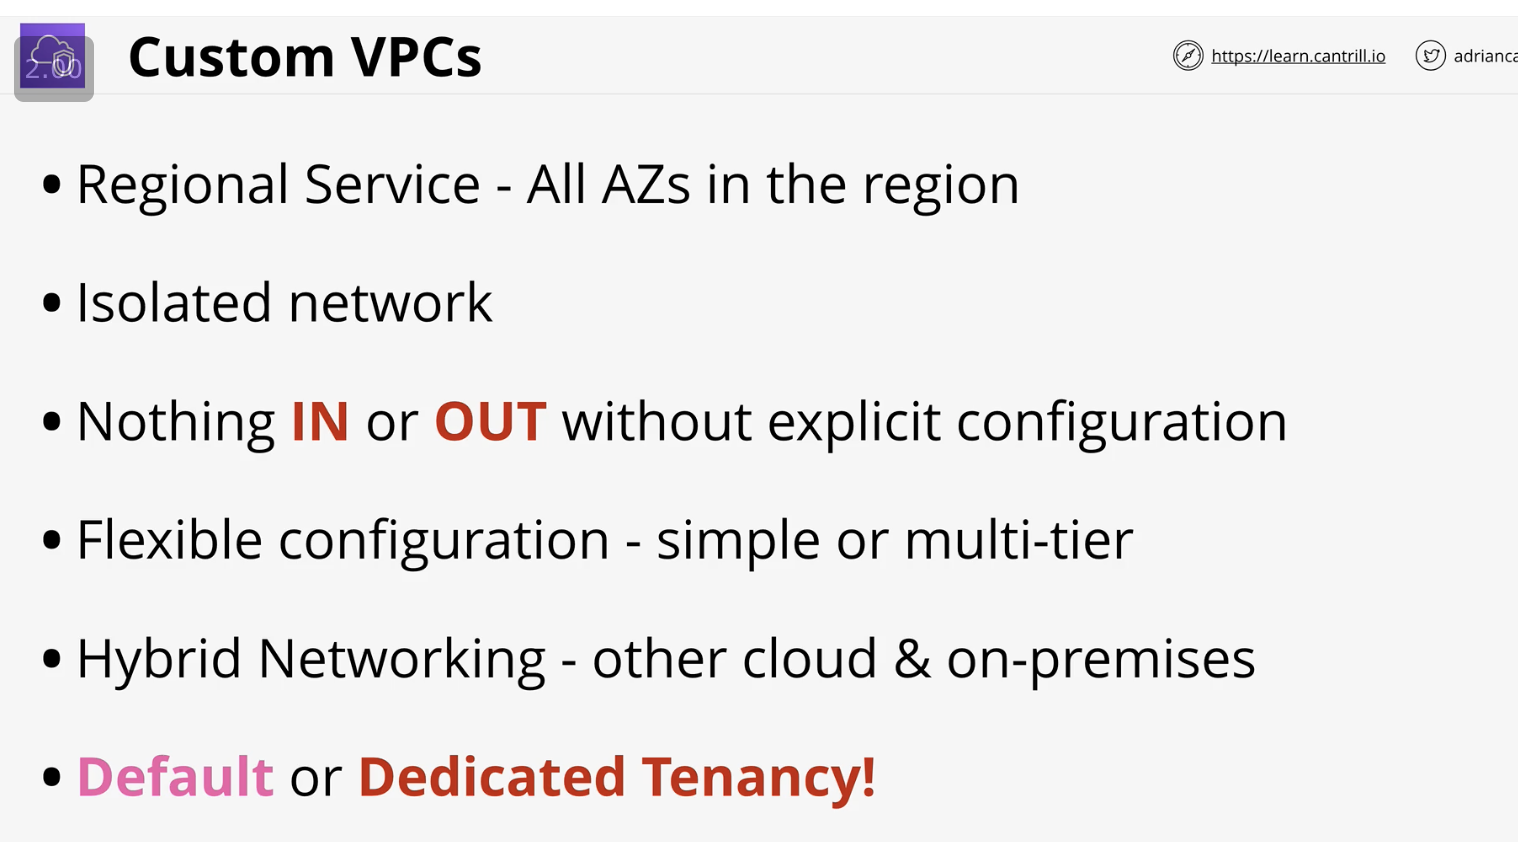 2.00
Custom VPCs
https://learn.cantrill.io
adrianca
• Regional Service - All AZs in the region
• Isolated network
• Nothing IN or OUT without explicit configuration
• Flexible configuration - simple or multi-tier
• Hybrid Networking - other cloud & on-premises
• Default or Dedicated Tenancy!